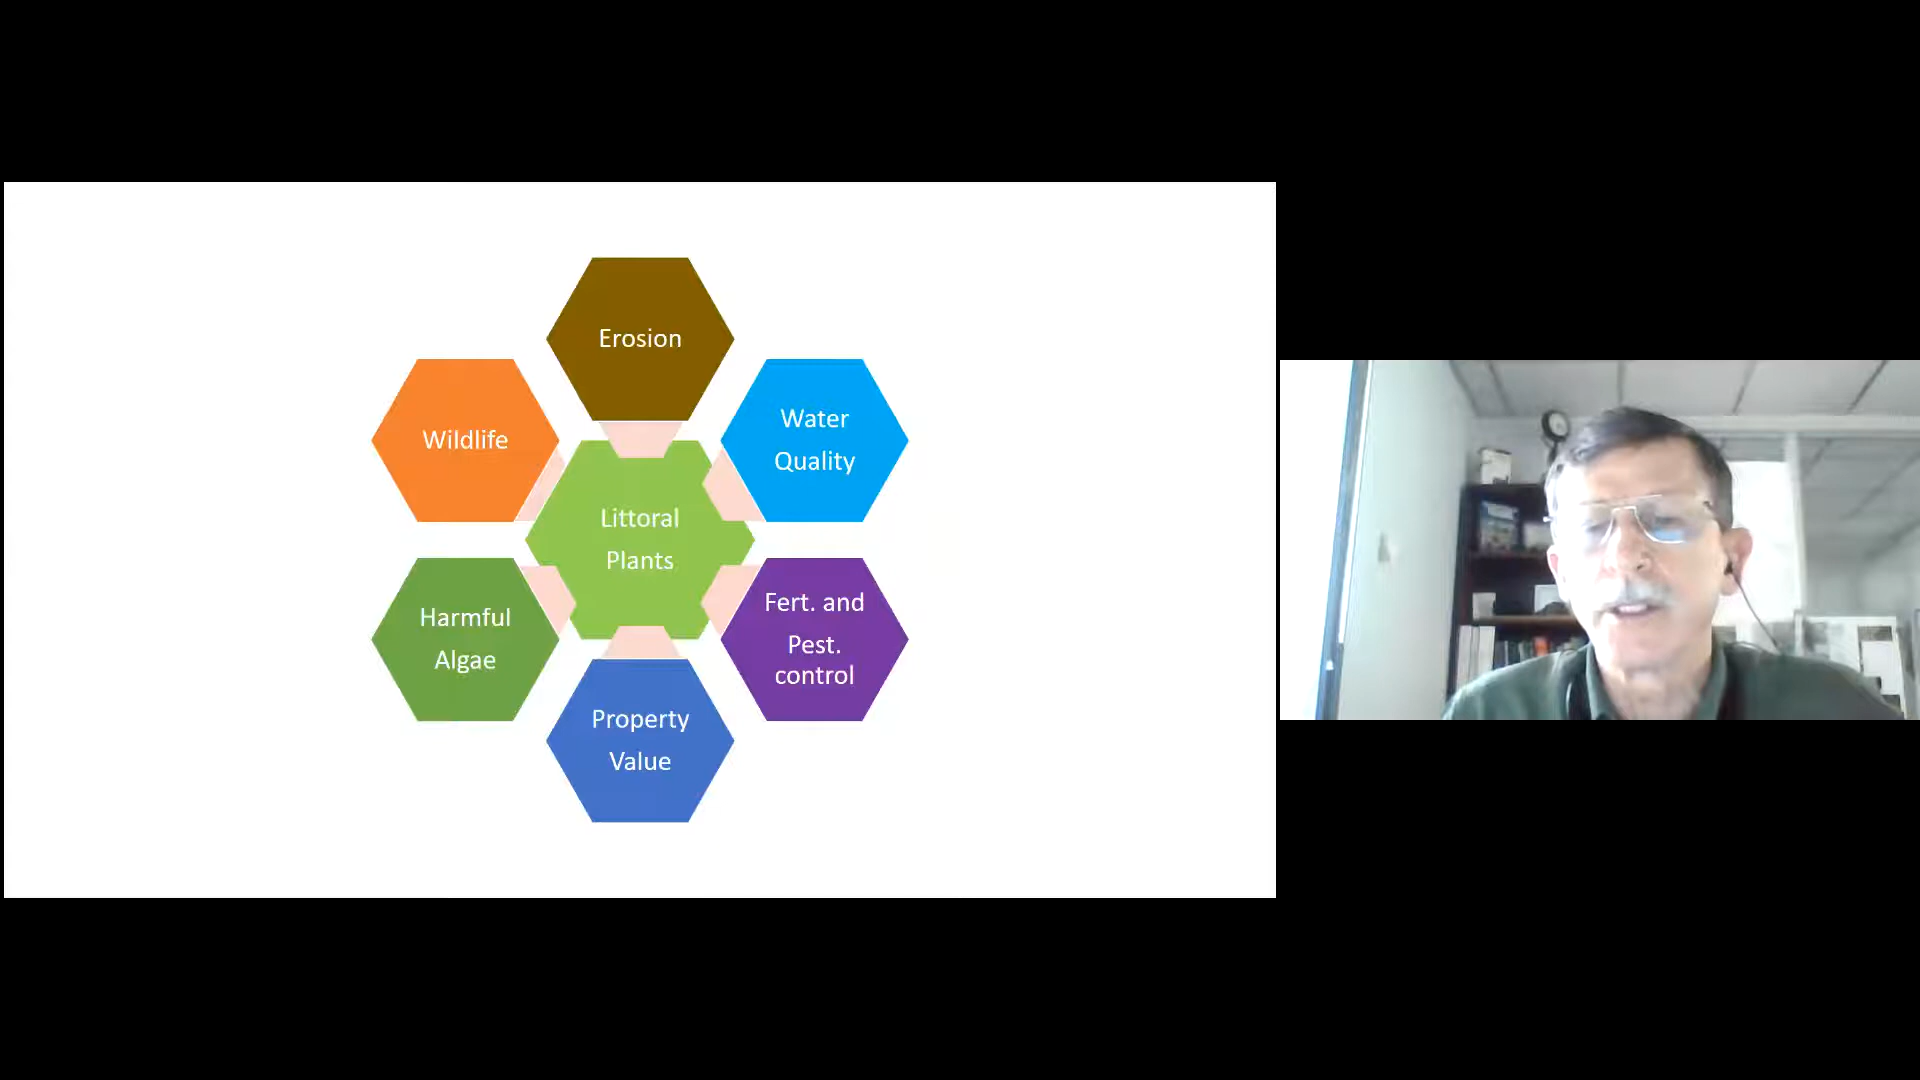 Erosion
Wildlife
Water
Quality
Littoral
Plants
Harmful
Algae
Fert. and
Pest.
control
Property
Value